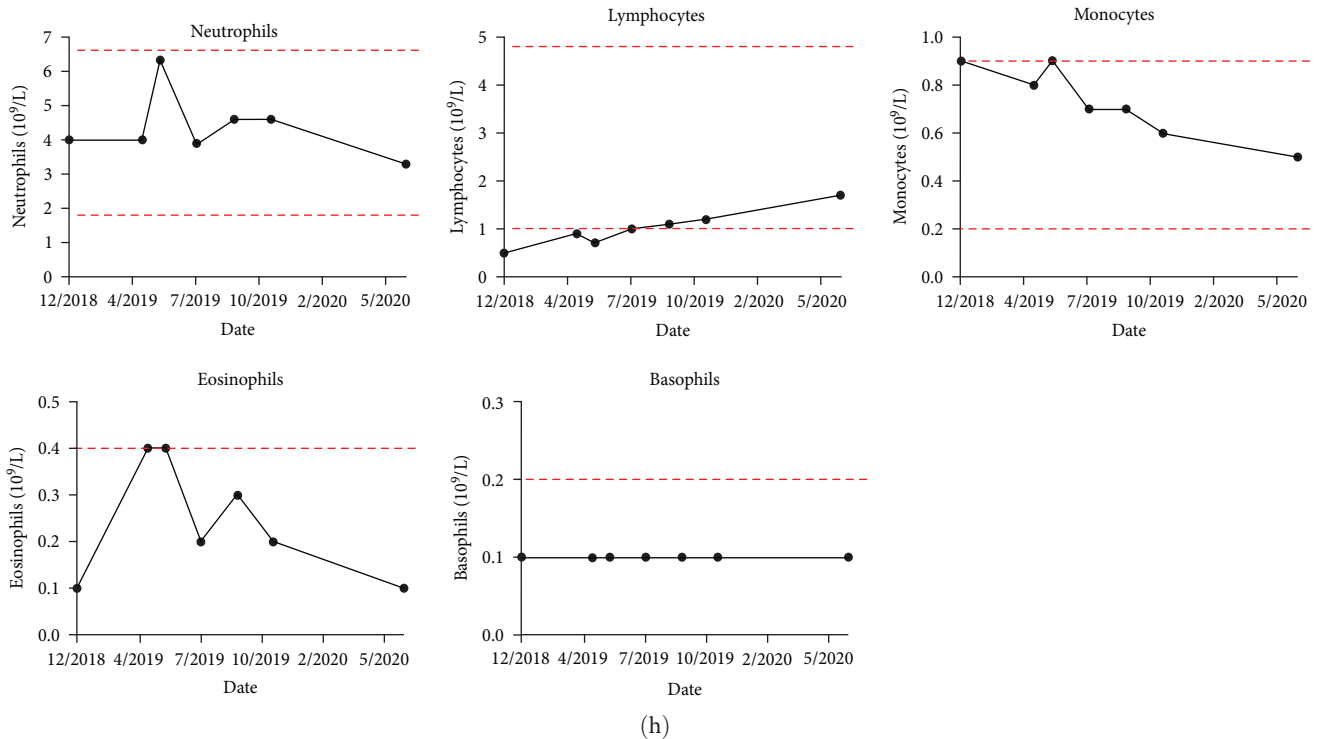 Neutrophils
7
6
5
4
3
2
1
0
Neutrophils (10⁹/L)
12/2018 4/2019 7/2019 10/2019 2/2020 5/2020
Date
Lymphocytes
5
4
3
2
1
0
Lymphocytes (10⁹/L)
12/2018 4/2019 7/2019 10/2019 2/2020 5/2020
Date
Monocytes
1.0
0.8
0.6
0.4
0.2
0.0
Monocytes (10⁹/L)
12/2018 4/2019 7/2019 10/2019 2/2020 5/2020
Date
Eosinophils
0.5
0.4
0.3
0.2
0.1
0.0
Eosinophils (10⁹/L)
12/2018 4/2019 7/2019 10/2019 2/2020 5/2020
Date
Basophils
0.3
0.2
0.1
0.0
Basophils (10⁹/L)
12/2018 4/2019 7/2019 10/2019 2/2020 5/2020
Date
(h)